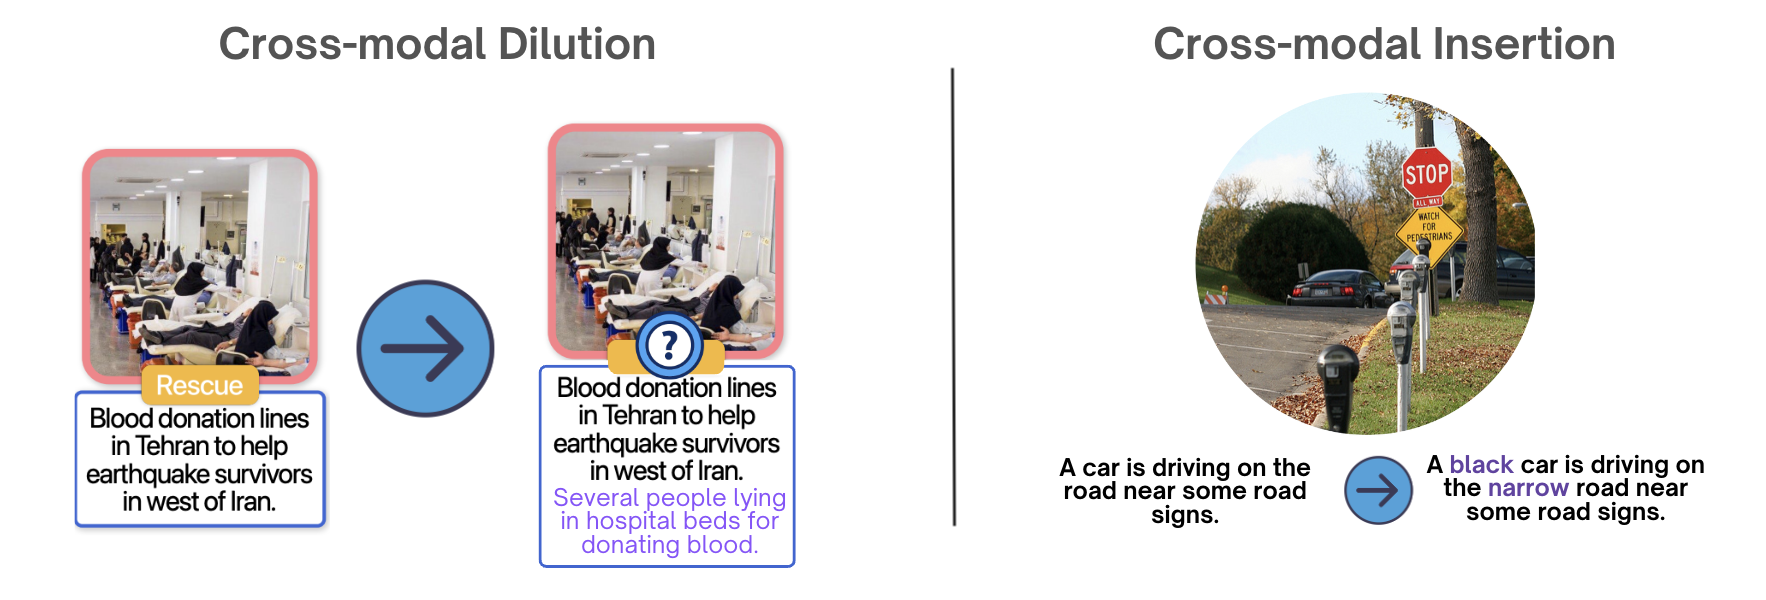 Cross-modal Dilution
Rescue
Blood donation lines
in Tehran to help
earthquake survivors
in west of Iran.
?
Blood donation lines
in Tehran to help
earthquake survivors
in west of Iran.
Several people lying
in hospital beds for
donating blood.
Cross-modal Insertion
STOP
ALL WAY
WATCH
FOR
PEDESTRIANS
A car is driving on the
road near some road
signs.
A black car is driving on
the narrow road near
some road signs.